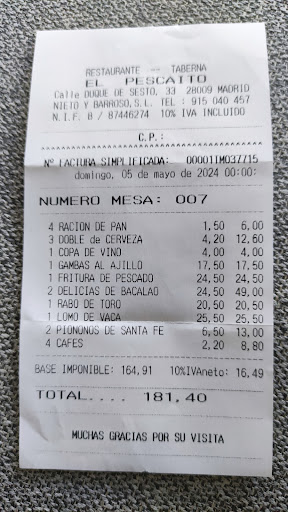 RESTAURANTE -- TABERNA
EL PESCAITO
Calle DUQUE DE SESTO, 33 28009 MADRID
NIETO Y BARROSO,S.L. TEL : 915 040 457
N.I.F. B / 87446274 10% IVA INCLUIDO
C.P.:
Nº FACTURA SIMPLIFICADA: 00001IM037715
domingo, 05 de mayo de 2024 00:00:
NUMERO MESA: 007
4 RACION DE PAN 1,50 6,00
3 DOBLE de CERVEZA 4,20 12,60
1 COPA DE VINO 4,00 4,00
1 GAMBAS AL AJILLO 17,50 17,50
1 FRITURA DE PESCADO 24,50 24,50
2 DELICIAS DE BACALAO 24,50 49,00
1 RABO DE TORO 20,50 20,50
1 LOMO DE VACA 25,50 25,50
2 PIONONOS DE SANTA FE 6,50 13,00
4 CAFES 2,20 8,80
BASE IMPONIBLE: 164,91 10%IVAneto: 16,49
TOTAL.... 181,40
MUCHAS GRACIAS POR SU VISITA